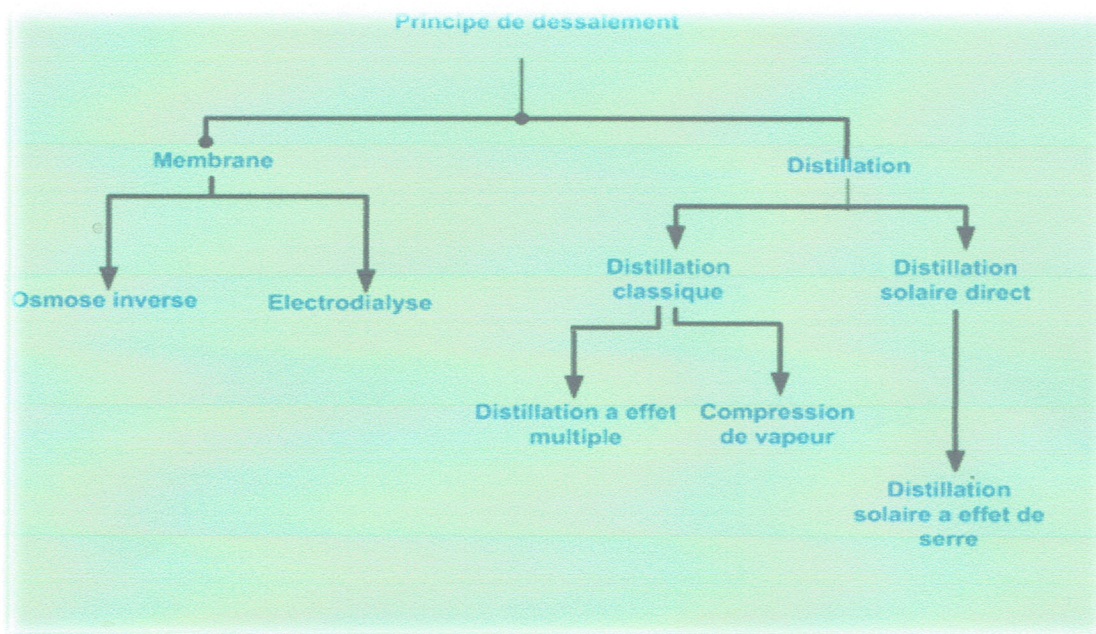 Principe de dessalement
Membrane
Distillation
Osmose inverse
Electrodialyse
Distillation
classique
Distillation
solaire direct
Distillation a effet
multiple
Compression
de vapeur
Distillation
solaire a effet de
serre